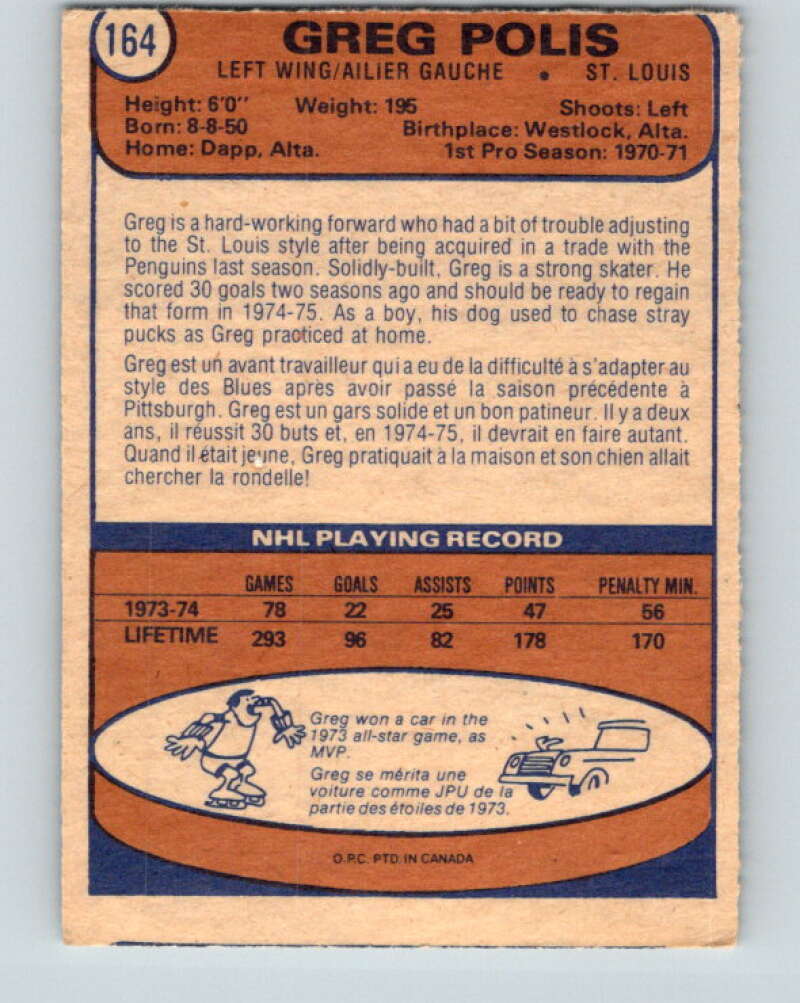 164
GREG POLIS
LEFT WING/AILIER GAUCHE • ST. LOUIS
Height: 6'0" Weight: 195 Shoots: Left
Born: 8-8-50 Birthplace: Westlock, Alta.
Home: Dapp, Alta. 1st Pro Season: 1970-71
Greg is a hard-working forward who had a bit of trouble adjusting
to the St. Louis style after being acquired in a trade with the
Penguins last season. Solidly-built, Greg is a strong skater. He
scored 30 goals two seasons ago and should be ready to regain
that form in 1974-75. As a boy, his dog used to chase stray
pucks as Greg practiced at home.
Greg est un avant travailleur qui a eu de la difficulté à s'adapter au
style des Blues apres avoir passé la saison précédente à
Pittsburgh. Greg est un gars solide et un bon patineur. Il y a deux
ans, il réussit 30 buts et, en 1974-75, il devrait en faire autant.
Quand il était jeune, Greg pratiquait à la maison et son chien allait
chercher la rondelle!
NHL PLAYING RECORD
GAMES GOALS ASSISTS POINTS PENALTY MIN.
1973-74 78 22 25 47 56
LIFETIME 293 96 82 178 170
Greg won a car in the
1973 all-star game, as
MVP.
Greg se mérita une
voiture comme JPU de la
partie des étoiles de 1973.
O.P.C. PTD. IN CANADA